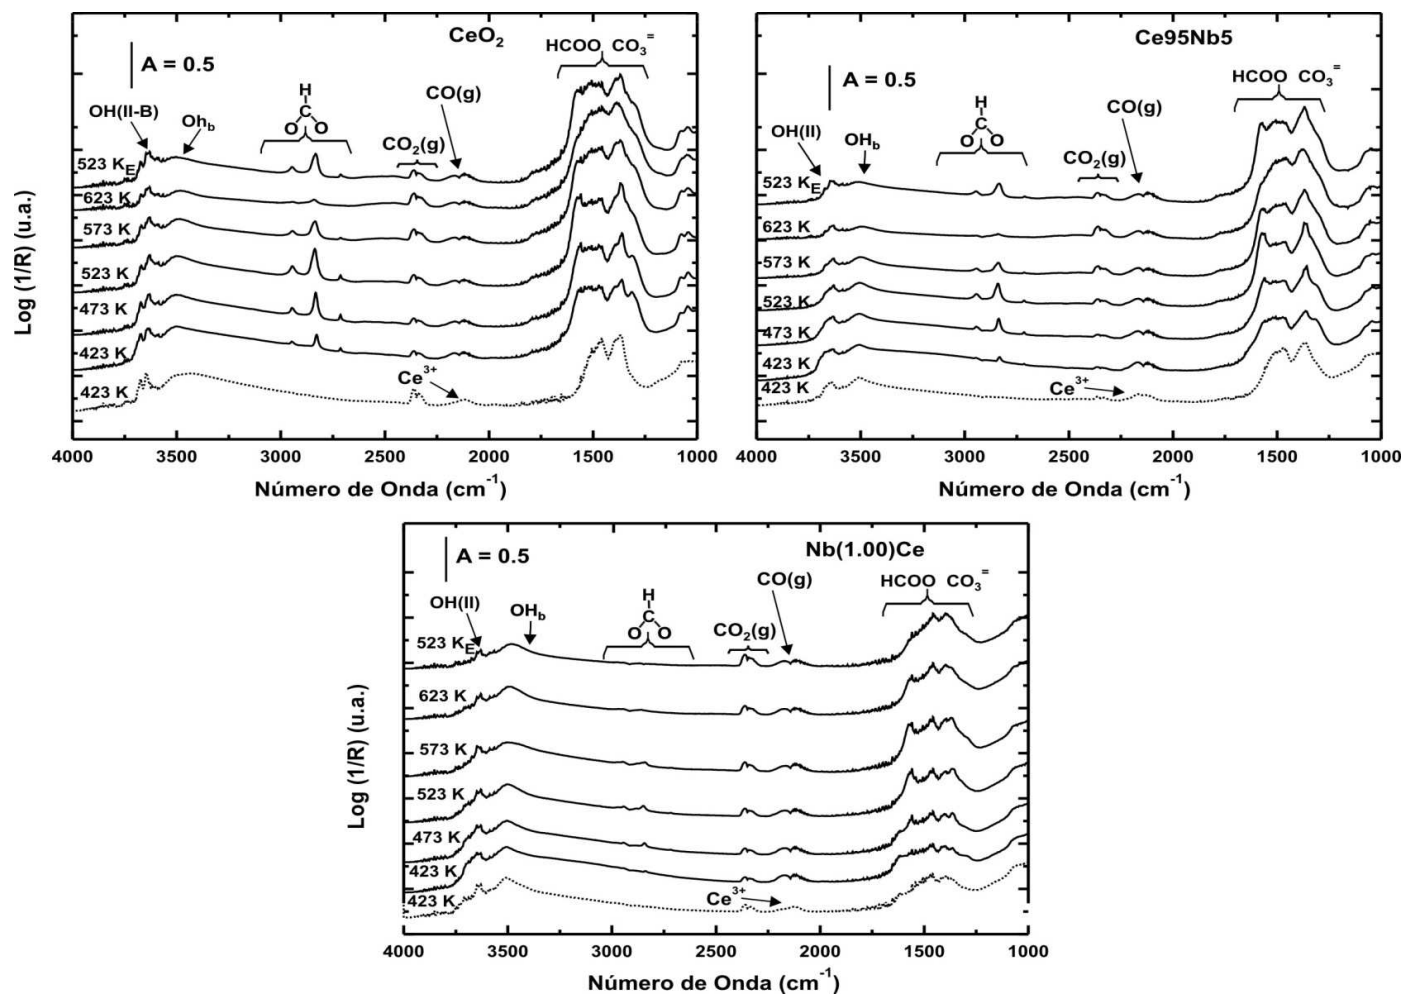 CeO2
HCOO CO3=
A = 0.5
H
C
O O
CO(g)
OH(II-B)
Ohb
CO2(g)
523 KE
623 K
573 K
523 K
473 K
423 K
Ce3+
423 K
Log (1/R) (u.a.)
4000 3500 3000 2500 2000 1500 1000
Número de Onda (cm-1)
Ce95Nb5
HCOO CO3=
A = 0.5
H
C
O O
CO(g)
OH(II)
OHb
CO2(g)
523 KE
623 K
573 K
523 K
473 K
423 K
Ce3+
423 K
4000 3500 3000 2500 2000 1500 1000
Número de Onda (cm-1)
Nb(1.00)Ce
A = 0.5
CO(g)
HCOO CO3=
H
C
O O
OH(II)
OHb
CO2(g)
523 KE
623 K
573 K
523 K
473 K
423 K
Ce3+
423 K
Log (1/R) (u.a.)
4000 3500 3000 2500 2000 1500 1000
Número de Onda (cm-1)